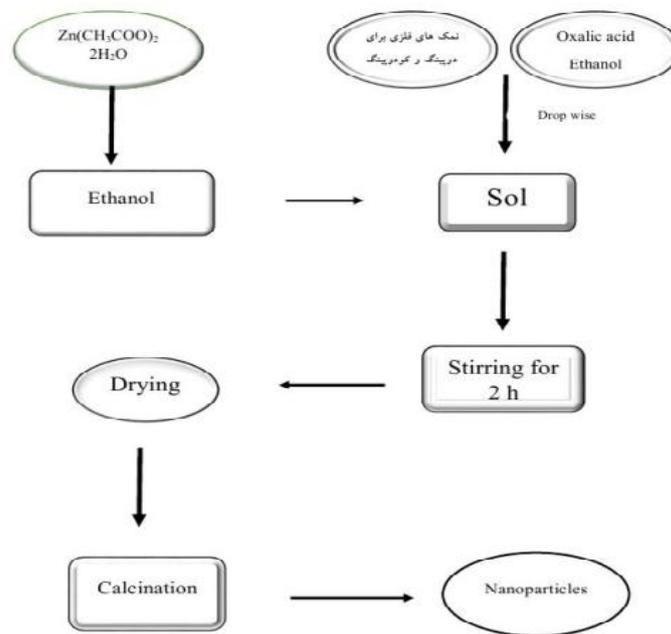 Zn(CH₃COO)₂
2H₂O
نمک های فلزی برای
دوپینگ و کودوپینگ
Oxalic acid
Ethanol
Drop wise
Ethanol
Sol
Stirring for
2 h
Drying
Calcination
Nanoparticles